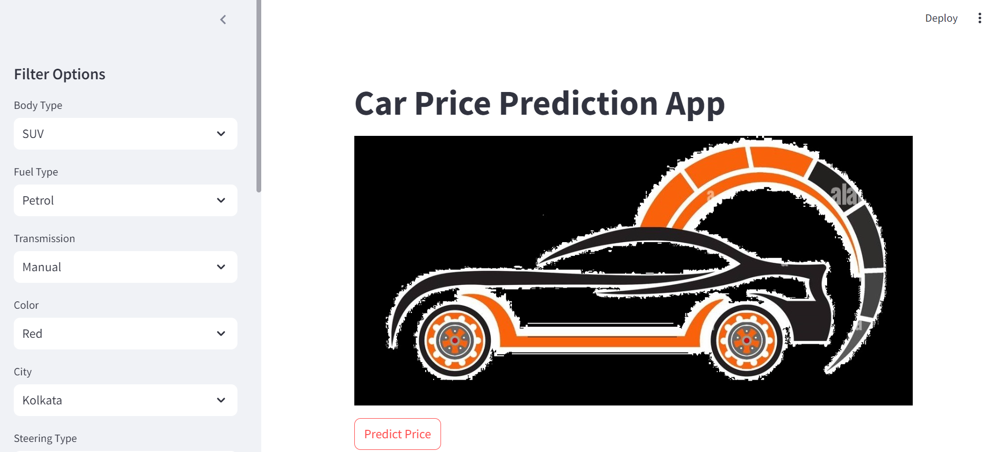 Deploy
Filter Options
Body Type
SUV
Fuel Type
Petrol
Transmission
Manual
Color
Red
City
Kolkata
Steering Type
Car Price Prediction App
a
ala
a
Predict Price